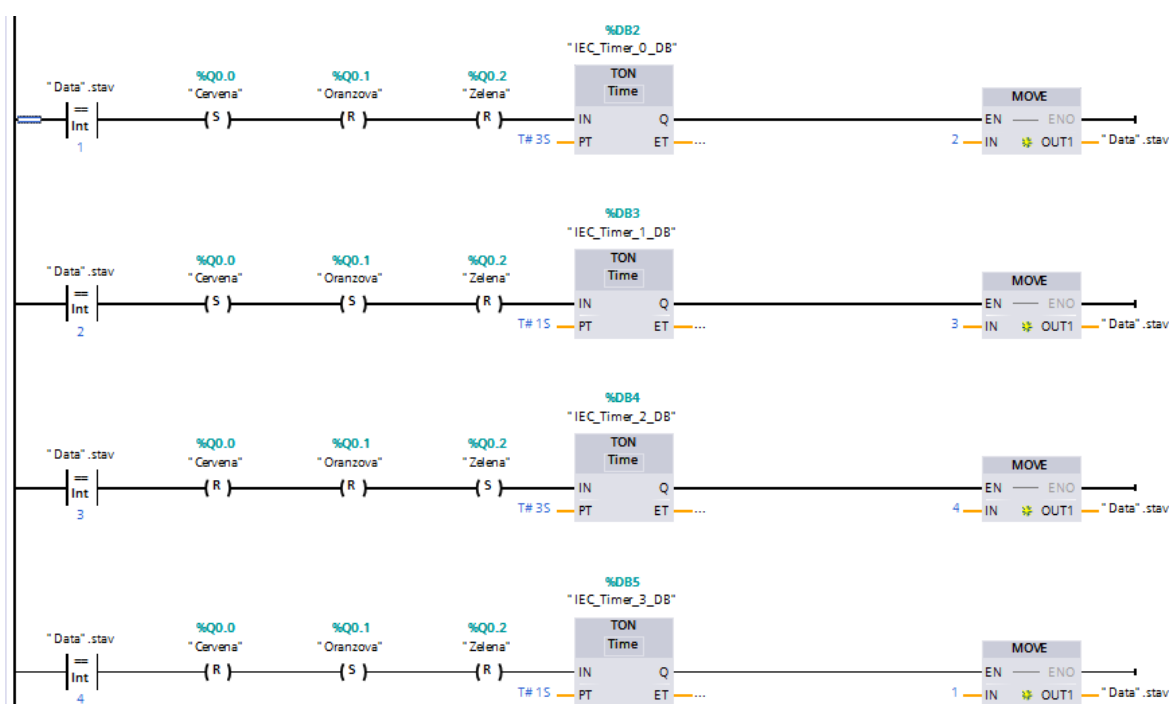 %DB2
"IEC_Timer_0_DB"
"Data".stav
%Q0.0
"Cervena"
%Q0.1
"Oranzova"
%Q0.2
"Zelena"
TON
Time
MOVE
==
Int
1
S
R
R
IN Q
T#3S PT ET ...
EN ENO
2 IN OUT1 "Data".stav
%DB3
"IEC_Timer_1_DB"
"Data".stav
%Q0.0
"Cervena"
%Q0.1
"Oranzova"
%Q0.2
"Zelena"
TON
Time
MOVE
==
Int
2
S
S
R
IN Q
T#1S PT ET ...
EN ENO
3 IN OUT1 "Data".stav
%DB4
"IEC_Timer_2_DB"
"Data".stav
%Q0.0
"Cervena"
%Q0.1
"Oranzova"
%Q0.2
"Zelena"
TON
Time
MOVE
==
Int
3
R
R
S
IN Q
T#3S PT ET ...
EN ENO
4 IN OUT1 "Data".stav
%DB5
"IEC_Timer_3_DB"
"Data".stav
%Q0.0
"Cervena"
%Q0.1
"Oranzova"
%Q0.2
"Zelena"
TON
Time
MOVE
==
Int
4
R
S
R
IN Q
T#1S PT ET ...
EN ENO
1 IN OUT1 "Data".stav